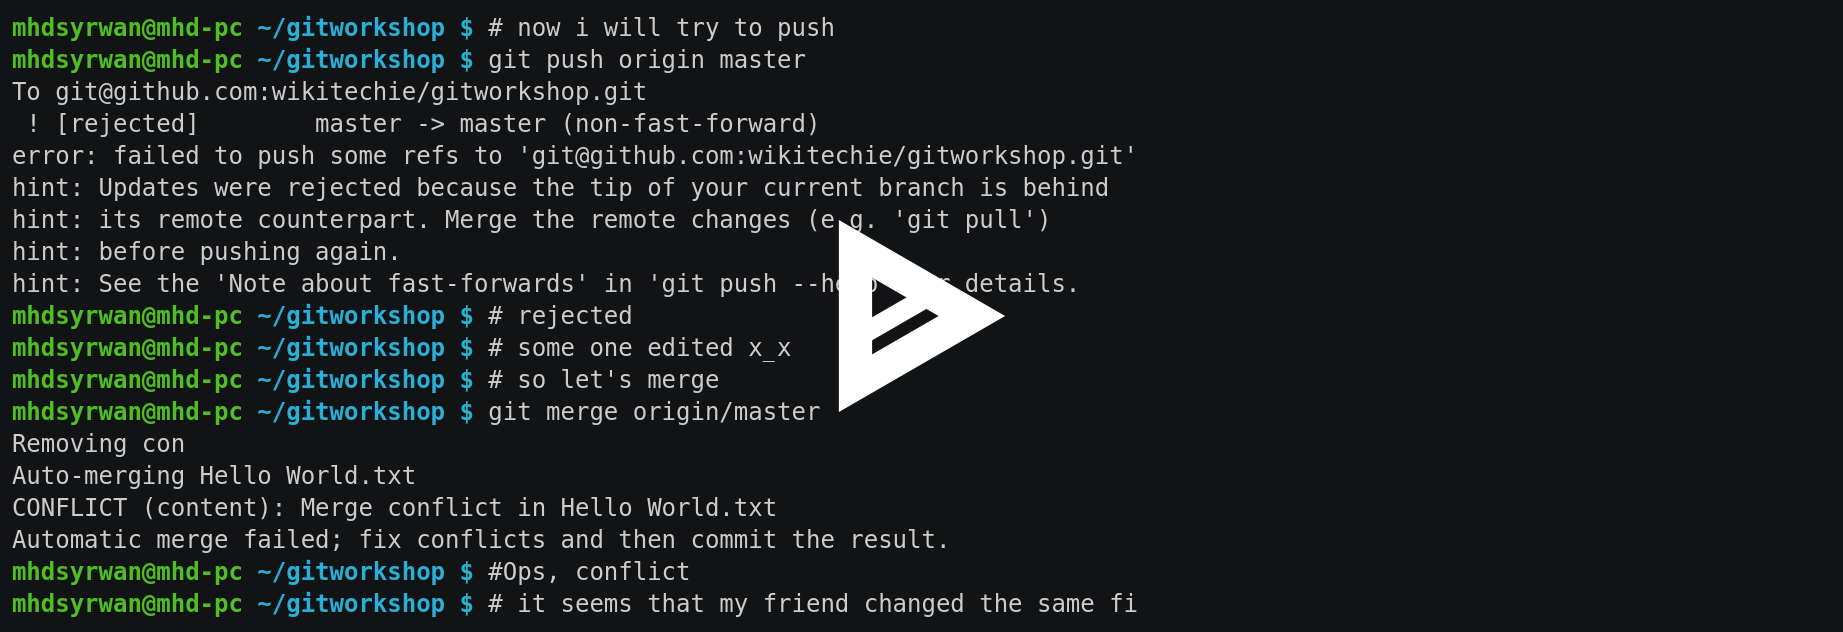 mhdsyrwan@mhd-pc ~/gitworkshop $ # now i will try to push
mhdsyrwan@mhd-pc ~/gitworkshop $ git push origin master
To git@github.com:wikitechie/gitworkshop.git
 ! [rejected]        master -> master (non-fast-forward)
error: failed to push some refs to 'git@github.com:wikitechie/gitworkshop.git'
hint: Updates were rejected because the tip of your current branch is behind
hint: its remote counterpart. Merge the remote changes (e.g. 'git pull')
hint: before pushing again.
hint: See the 'Note about fast-forwards' in 'git push details.
mhdsyrwan@mhd-pc ~/gitworkshop $ # rejected
mhdsyrwan@mhd-pc ~/gitworkshop $ # some one edited x_x
mhdsyrwan@mhd-pc ~/gitworkshop $ # so let's merge
mhdsyrwan@mhd-pc ~/gitworkshop $ git merge origin/master
Removing con
Auto-merging Hello World.txt
CONFLICT (content): Merge conflict in Hello World.txt
Automatic merge failed; fix conflicts and then commit the result.
mhdsyrwan@mhd-pc ~/gitworkshop $ #Ops, conflict
mhdsyrwan@mhd-pc ~/gitworkshop $ # it seems that my friend changed the same fi